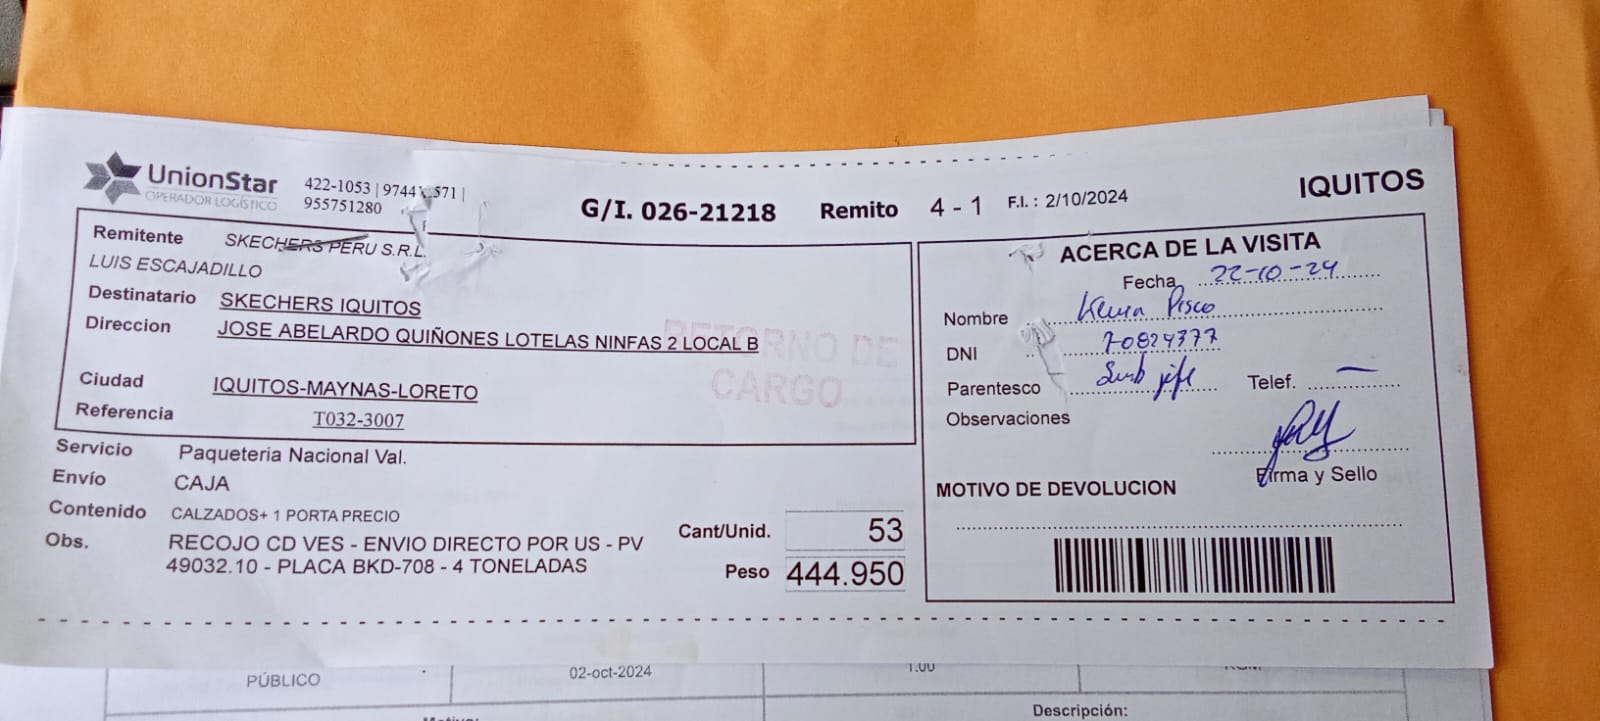 UnionStar
OPERADOR LOGÍSTICO
422-1053 | 9744 571 |
955751280
G/I. 026-21218 Remito 4 - 1 F.I. : 2/10/2024
IQUITOS
Remitente SKECHERS PERU S.R.L.
LUIS ESCAJADILLO
Destinatario SKECHERS IQUITOS
Direccion JOSE ABELARDO QUIÑONES LOTELAS NINFAS 2 LOCAL B
RETORNO DE
CARGO
Ciudad IQUITOS-MAYNAS-LORETO
Referencia T032-3007
Servicio Paqueteria Nacional Val.
Envío CAJA
Contenido CALZADOS+ 1 PORTA PRECIO
Obs. RECOJO CD VES - ENVIO DIRECTO POR US - PV
49032.10 - PLACA BKD-708 - 4 TONELADAS
Cant/Unid. 53
Peso 444.950
ACERCA DE LA VISITA
Fecha 22-10-24
Nombre Pisco
DNI 70824377
Parentesco Sub jefe Telef. —
Observaciones
Firma y Sello
MOTIVO DE DEVOLUCION
PÚBLICO 02-oct-2024 1.00
Motivo: Descripción: